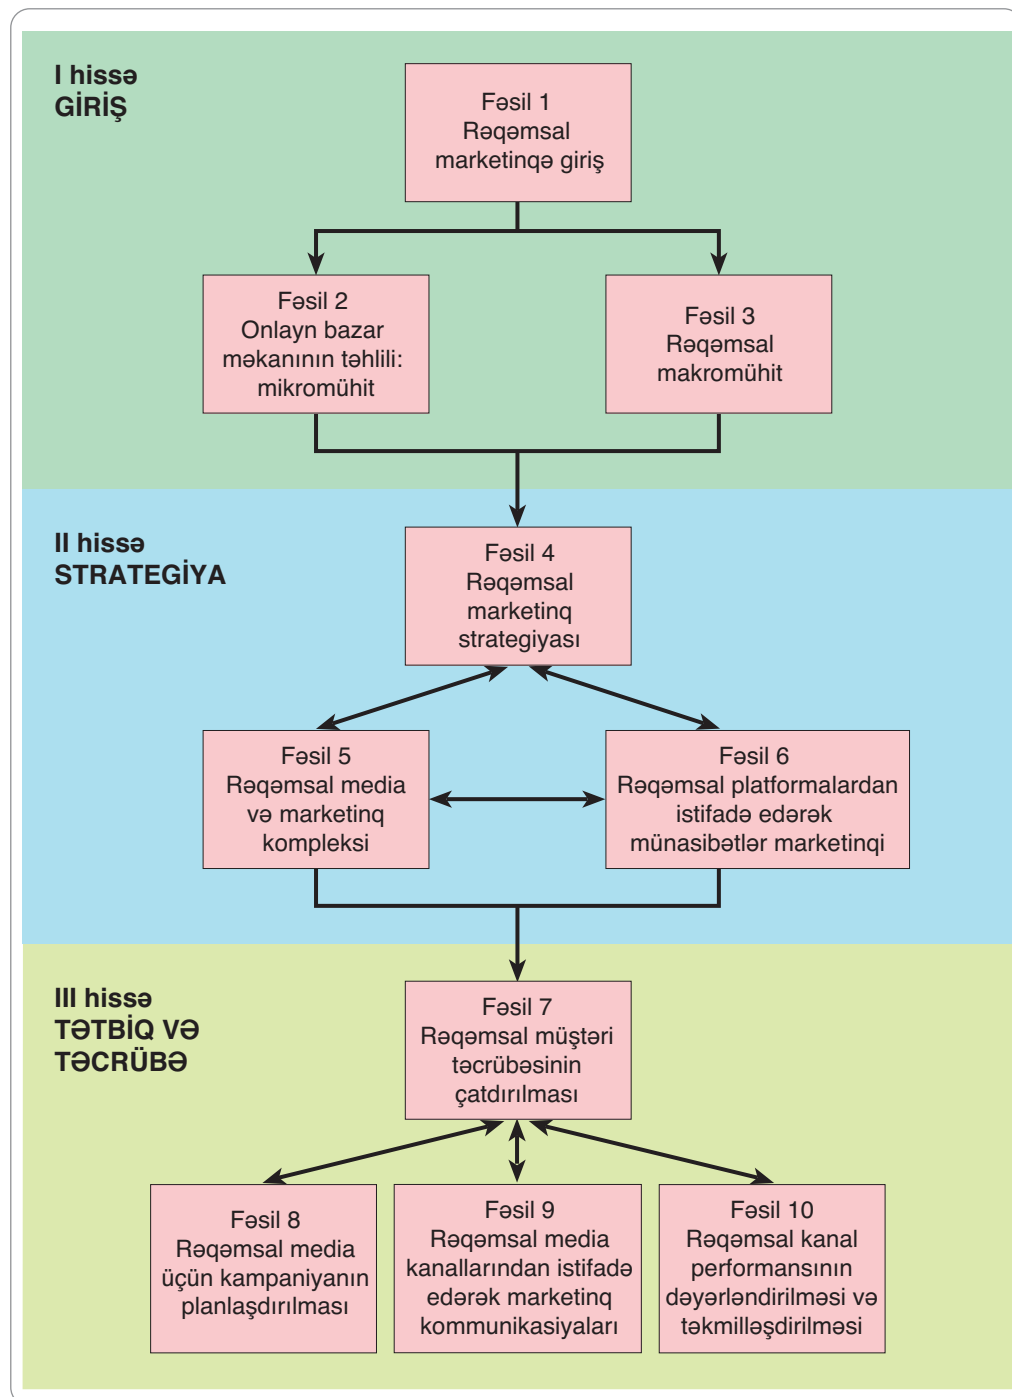 I hissə
GİRİŞ
Fəsil 1
Rəqəmsal
marketinqə giriş
Fəsil 2
Onlayn bazar
məkanının təhlili:
mikromühit
Fəsil 3
Rəqəmsal
makromühit
II hissə
STRATEGİYA
Fəsil 4
Rəqəmsal
marketinq
strategiyası
Fəsil 5
Rəqəmsal media
və marketinq
kompleksi
Fəsil 6
Rəqəmsal platformalardan
istifadə edərək
münasibətlər marketinqi
III hissə
TƏTBİQ VƏ
TƏCRÜBƏ
Fəsil 7
Rəqəmsal müştəri
təcrübəsinin
çatdırılması
Fəsil 8
Rəqəmsal media
üçün kampaniyanın
planlaşdırılması
Fəsil 9
Rəqəmsal media
kanallarından istifadə
edərək marketinq
kommunikasiyaları
Fəsil 10
Rəqəmsal kanal
performansının
dəyərləndirilməsi və
təkmilləşdirilməsi